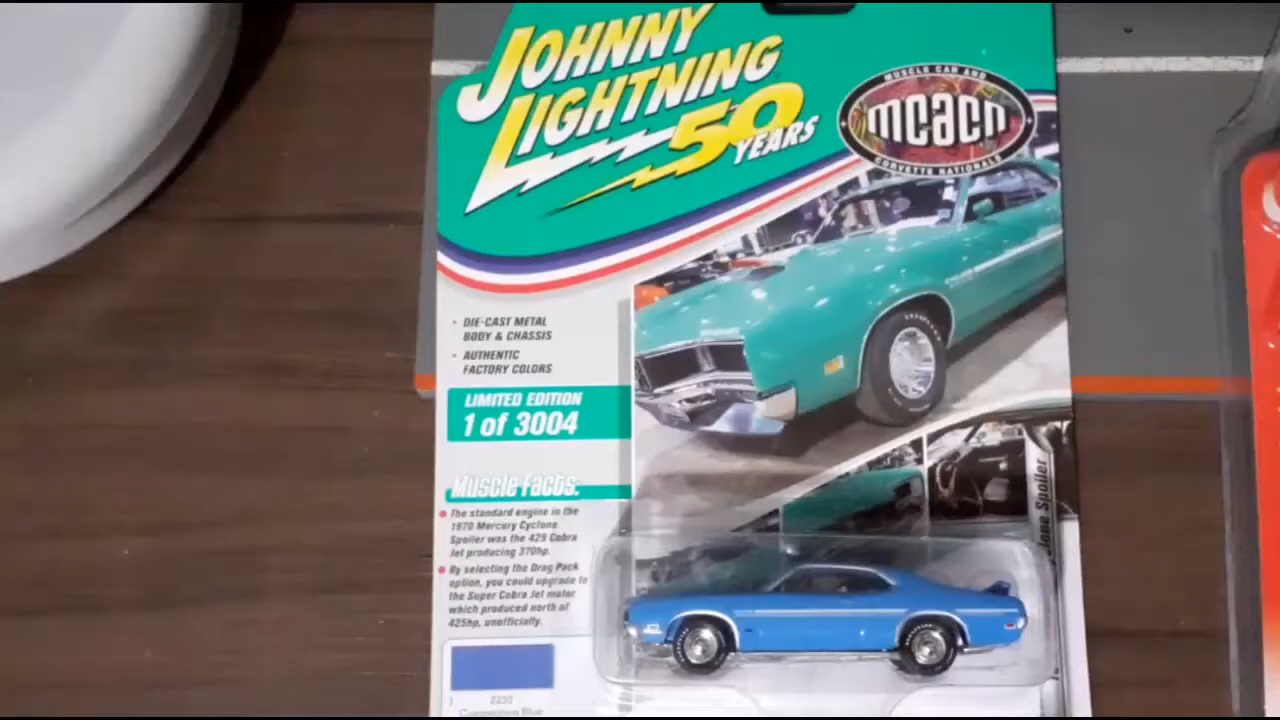 JOHNNY
LIGHTNING
50
YEARS
MUSCLE CAR AND
mcacn
CORVETTE NATIONALS
• DIE-CAST METAL
BODY & CHASSIS
• AUTHENTIC
FACTORY COLORS
LIMITED EDITION
1 of 3004
Muscle facts:
• The standard engine in the
1970 Mercury Cyclone
Spoiler was the 429 Cobra
Jet producing 370hp.
• By selecting the Drag Pack
option, you could upgrade to
the Super Cobra Jet motor
which produced north of
425hp, unofficially.
Spoiler
2230
Competition Blue